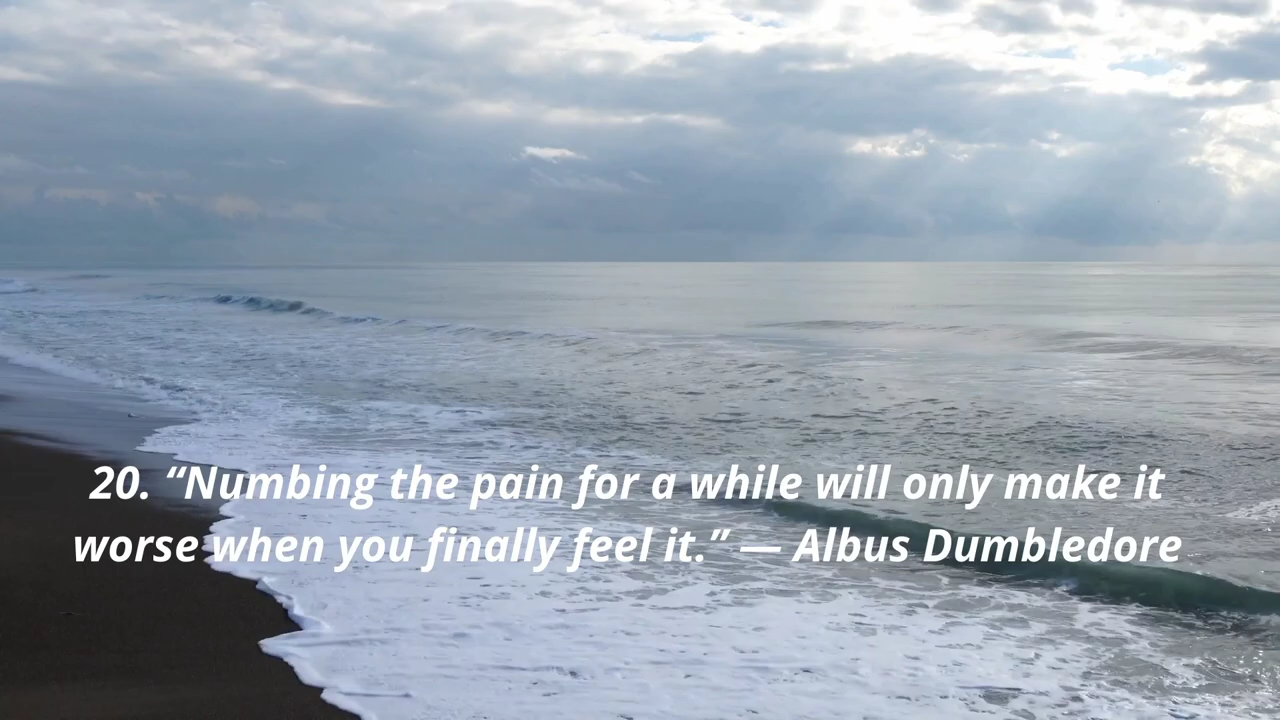 20. “Numbing the pain for a while will only make it
worse when you finally feel it.” — Albus Dumbledore